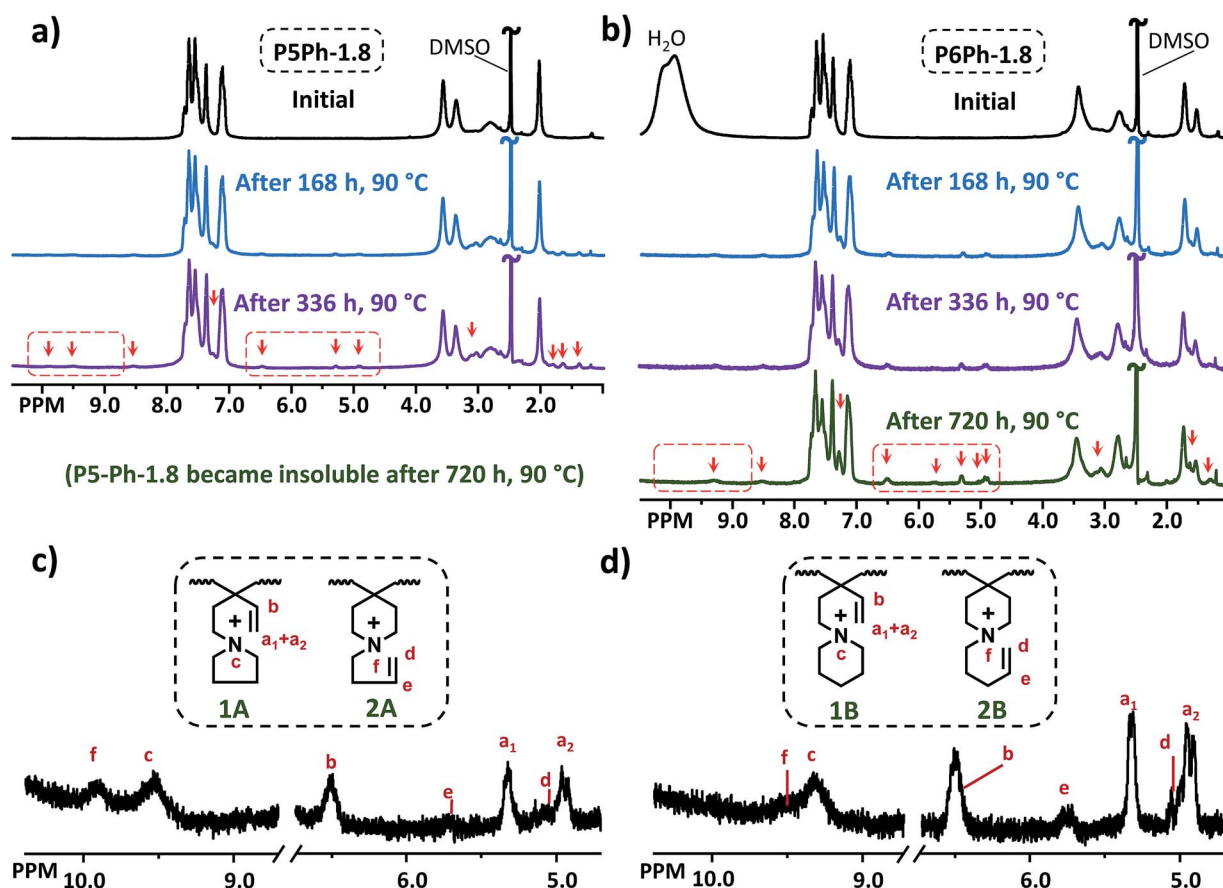 a)
P5Ph-1.8
DMSO
Initial
After 168 h, 90 °C
After 336 h, 90 °C
PPM 9.0 8.0 7.0 6.0 5.0 4.0 3.0 2.0
(P5-Ph-1.8 became insoluble after 720 h, 90 °C)
b)
H2O
P6Ph-1.8
DMSO
Initial
After 168 h, 90 °C
After 336 h, 90 °C
After 720 h, 90 °C
PPM 9.0 8.0 7.0 6.0 5.0 4.0 3.0 2.0
c)
b
+ +
a1+a2
N N
c f d
e
1A 2A
f c b e a1 d a2
PPM 10.0 9.0 6.0 5.0
d)
b
+ +
a1+a2
N N
c f d
e
1B 2B
f c b e a1 d a2
PPM 10.0 9.0 6.0 5.0